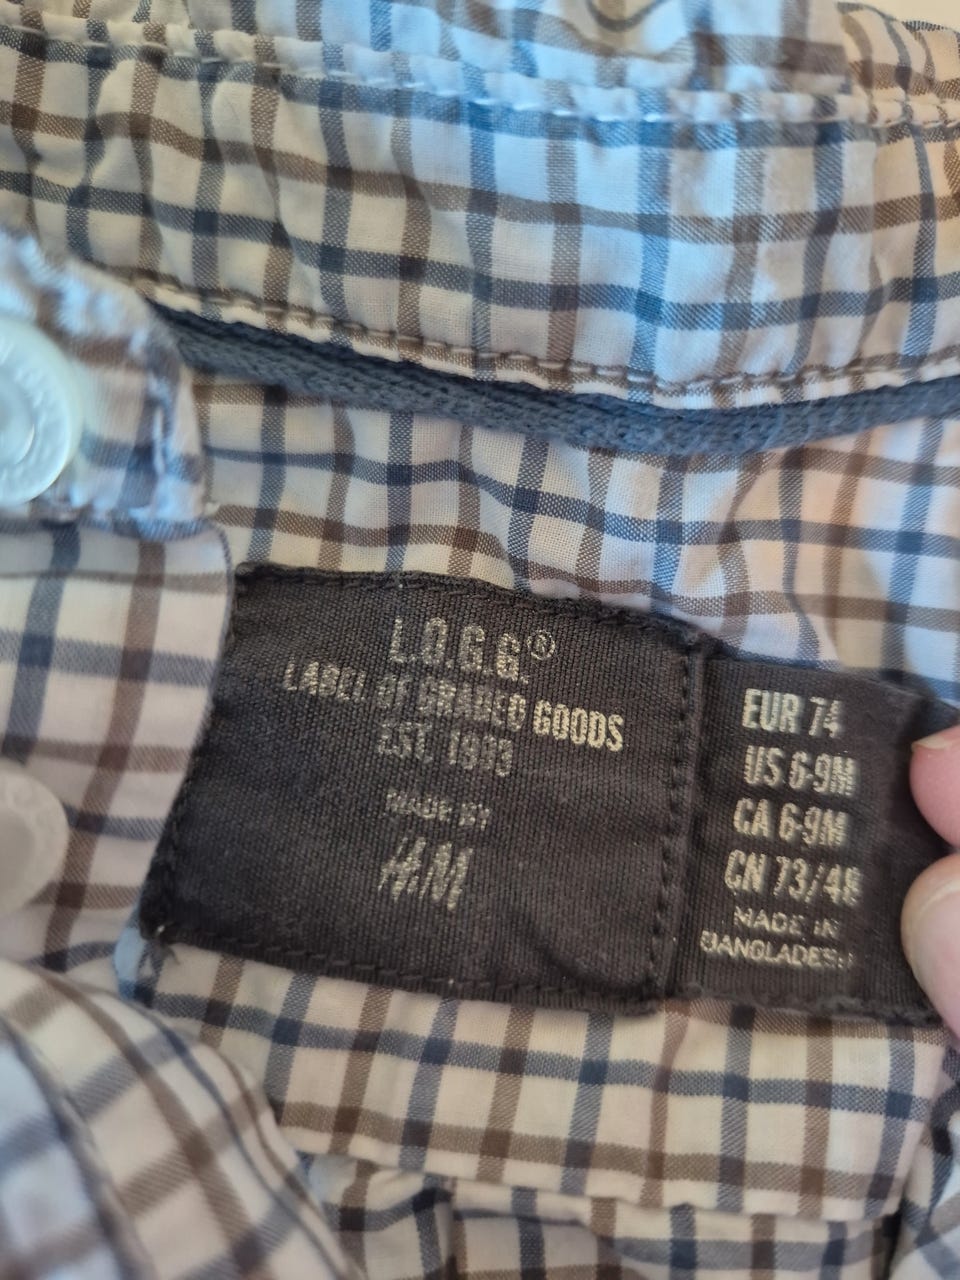 L.O.G.G.®
LABEL OF GRADED GOODS
EST. 1979
MADE BY
H&M
EUR 74
US 6-9M
CA 6-9M
CN 73/48
MADE IN
BANGLADESH